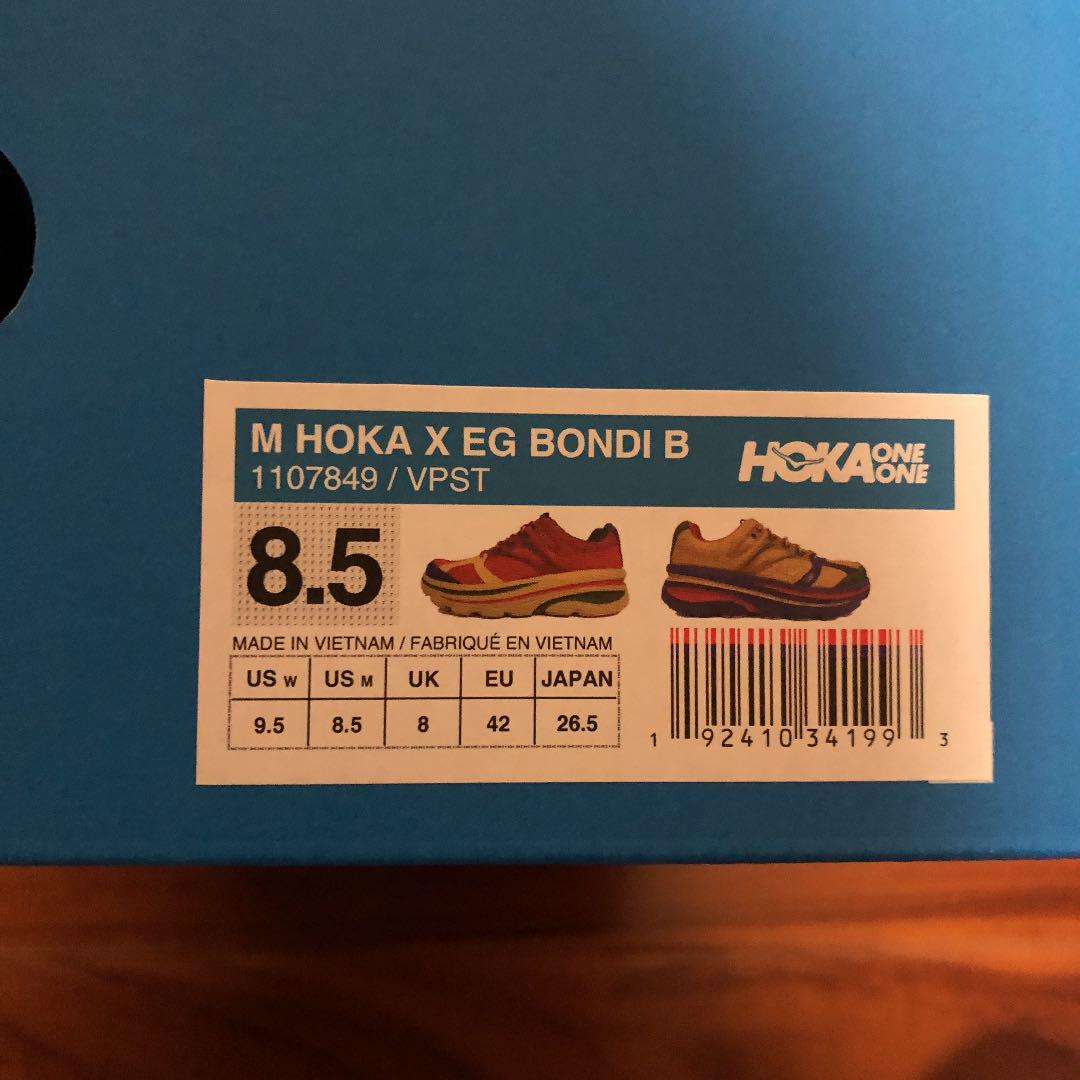 M HOKA X EG BONDI B
1107849 / VPST
HOKA ONE ONE
8.5
MADE IN VIETNAM / FABRIQUÉ EN VIETNAM
US W US M UK EU JAPAN
9.5 8.5 8 42 26.5
1 92410 34199 3